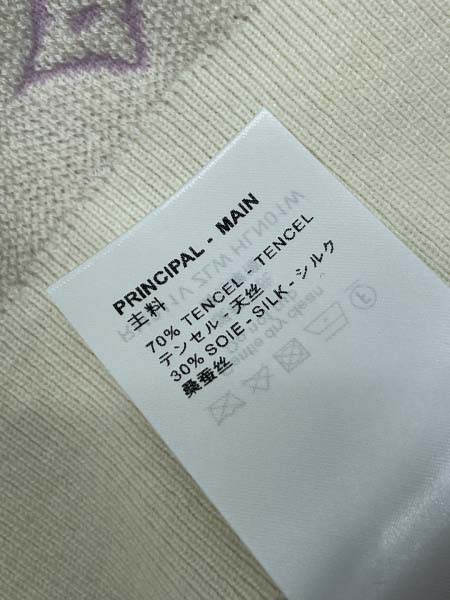 PRINCIPAL - MAIN
主料
70% TENCEL - TENCEL
テンセル - 天丝
30% SOIE - SILK - シルク
桑蚕丝